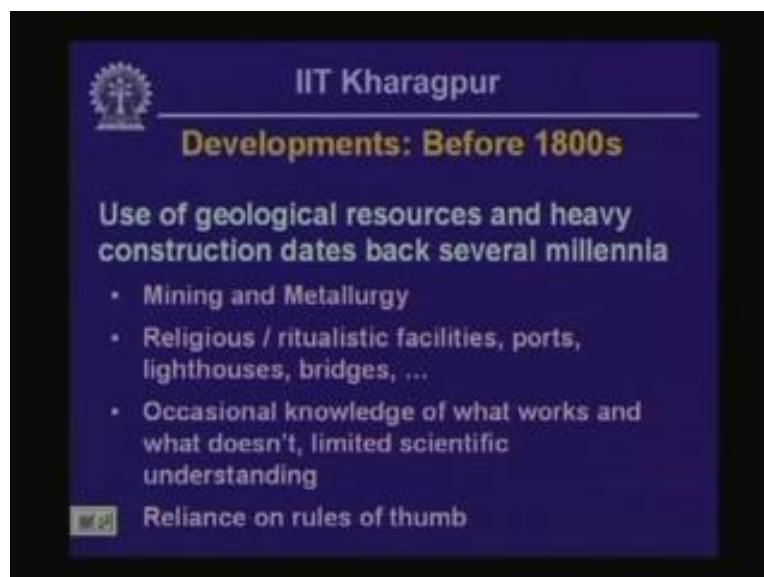 IIT Kharagpur
Developments: Before 1800s
Use of geological resources and heavy
construction dates back several millennia
• Mining and Metallurgy
• Religious / ritualistic facilities, ports,
lighthouses, bridges, ...
• Occasional knowledge of what works and
what doesn't, limited scientific
understanding
Reliance on rules of thumb